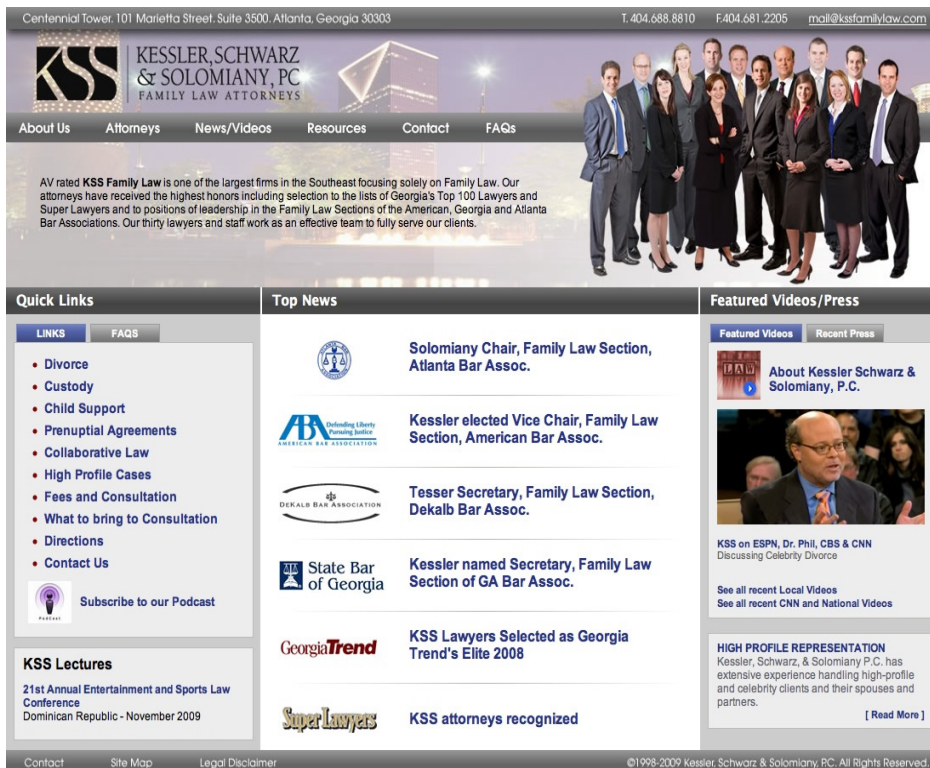 Centennial Tower. 101 Marietta Street. Suite 3500. Atlanta, Georgia 30303
T. 404.688.8810 F.404.681.2205 mail@kssfamilylaw.com
KSS
KESSLER, SCHWARZ
& SOLOMIANY, PC
FAMILY LAW ATTORNEYS
About Us Attorneys News/Videos Resources Contact FAQs
AV rated KSS Family Law is one of the largest firms in the Southeast focusing solely on Family Law. Our
attorneys have received the highest honors including selection to the lists of Georgia's Top 100 Lawyers and
Super Lawyers and to positions of leadership in the Family Law Sections of the American, Georgia and Atlanta
Bar Associations. Our thirty lawyers and staff work as an effective team to fully serve our clients.
Quick Links
LINKS FAQS
Divorce
Custody
Child Support
Prenuptial Agreements
Collaborative Law
High Profile Cases
Fees and Consultation
What to bring to Consultation
Directions
Contact Us
Podcast
Subscribe to our Podcast
KSS Lectures
21st Annual Entertainment and Sports Law
Conference
Dominican Republic - November 2009
Top News
Solomiany Chair, Family Law Section,
Atlanta Bar Assoc.
ABA
Defending Liberty
Pursuing Justice
AMERICAN BAR ASSOCIATION
Kessler elected Vice Chair, Family Law
Section, American Bar Assoc.
DEKALB BAR ASSOCIATION
Tesser Secretary, Family Law Section,
Dekalb Bar Assoc.
State Bar
of Georgia
Kessler named Secretary, Family Law
Section of GA Bar Assoc.
GeorgiaTrend
KSS Lawyers Selected as Georgia
Trend's Elite 2008
Super Lawyers
KSS attorneys recognized
Featured Videos/Press
Featured Videos Recent Press
LAW
About Kessler Schwarz &
Solomiany, P.C.
KSS on ESPN, Dr. Phil, CBS & CNN
Discussing Celebrity Divorce
See all recent Local Videos
See all recent CNN and National Videos
HIGH PROFILE REPRESENTATION
Kessler, Schwarz, & Solomiany P.C. has
extensive experience handling high-profile
and celebrity clients and their spouses and
partners.
[ Read More ]
Contact Site Map Legal Disclaimer
©1998-2009 Kessler, Schwarz & Solomiany, P.C. All Rights Reserved.